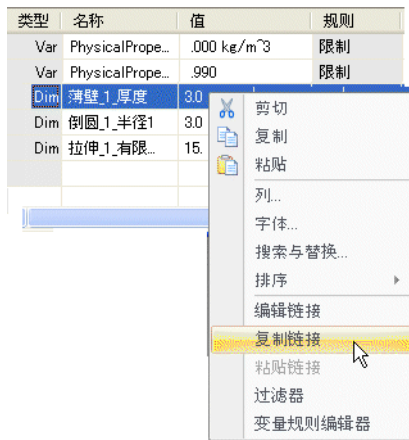 类型 名称 值 规则
Var PhysicalPrope... .000 kg/m^3 限制
Var PhysicalPrope... .990 限制
Dim 薄壁_1_厚度 3.0
Dim 倒圆_1_半径1 3.0
Dim 拉伸_1_有限... 15.
剪切
复制
粘贴
列...
字体...
搜索与替换...
排序
编辑链接
复制链接
粘贴链接
过滤器
变量规则编辑器